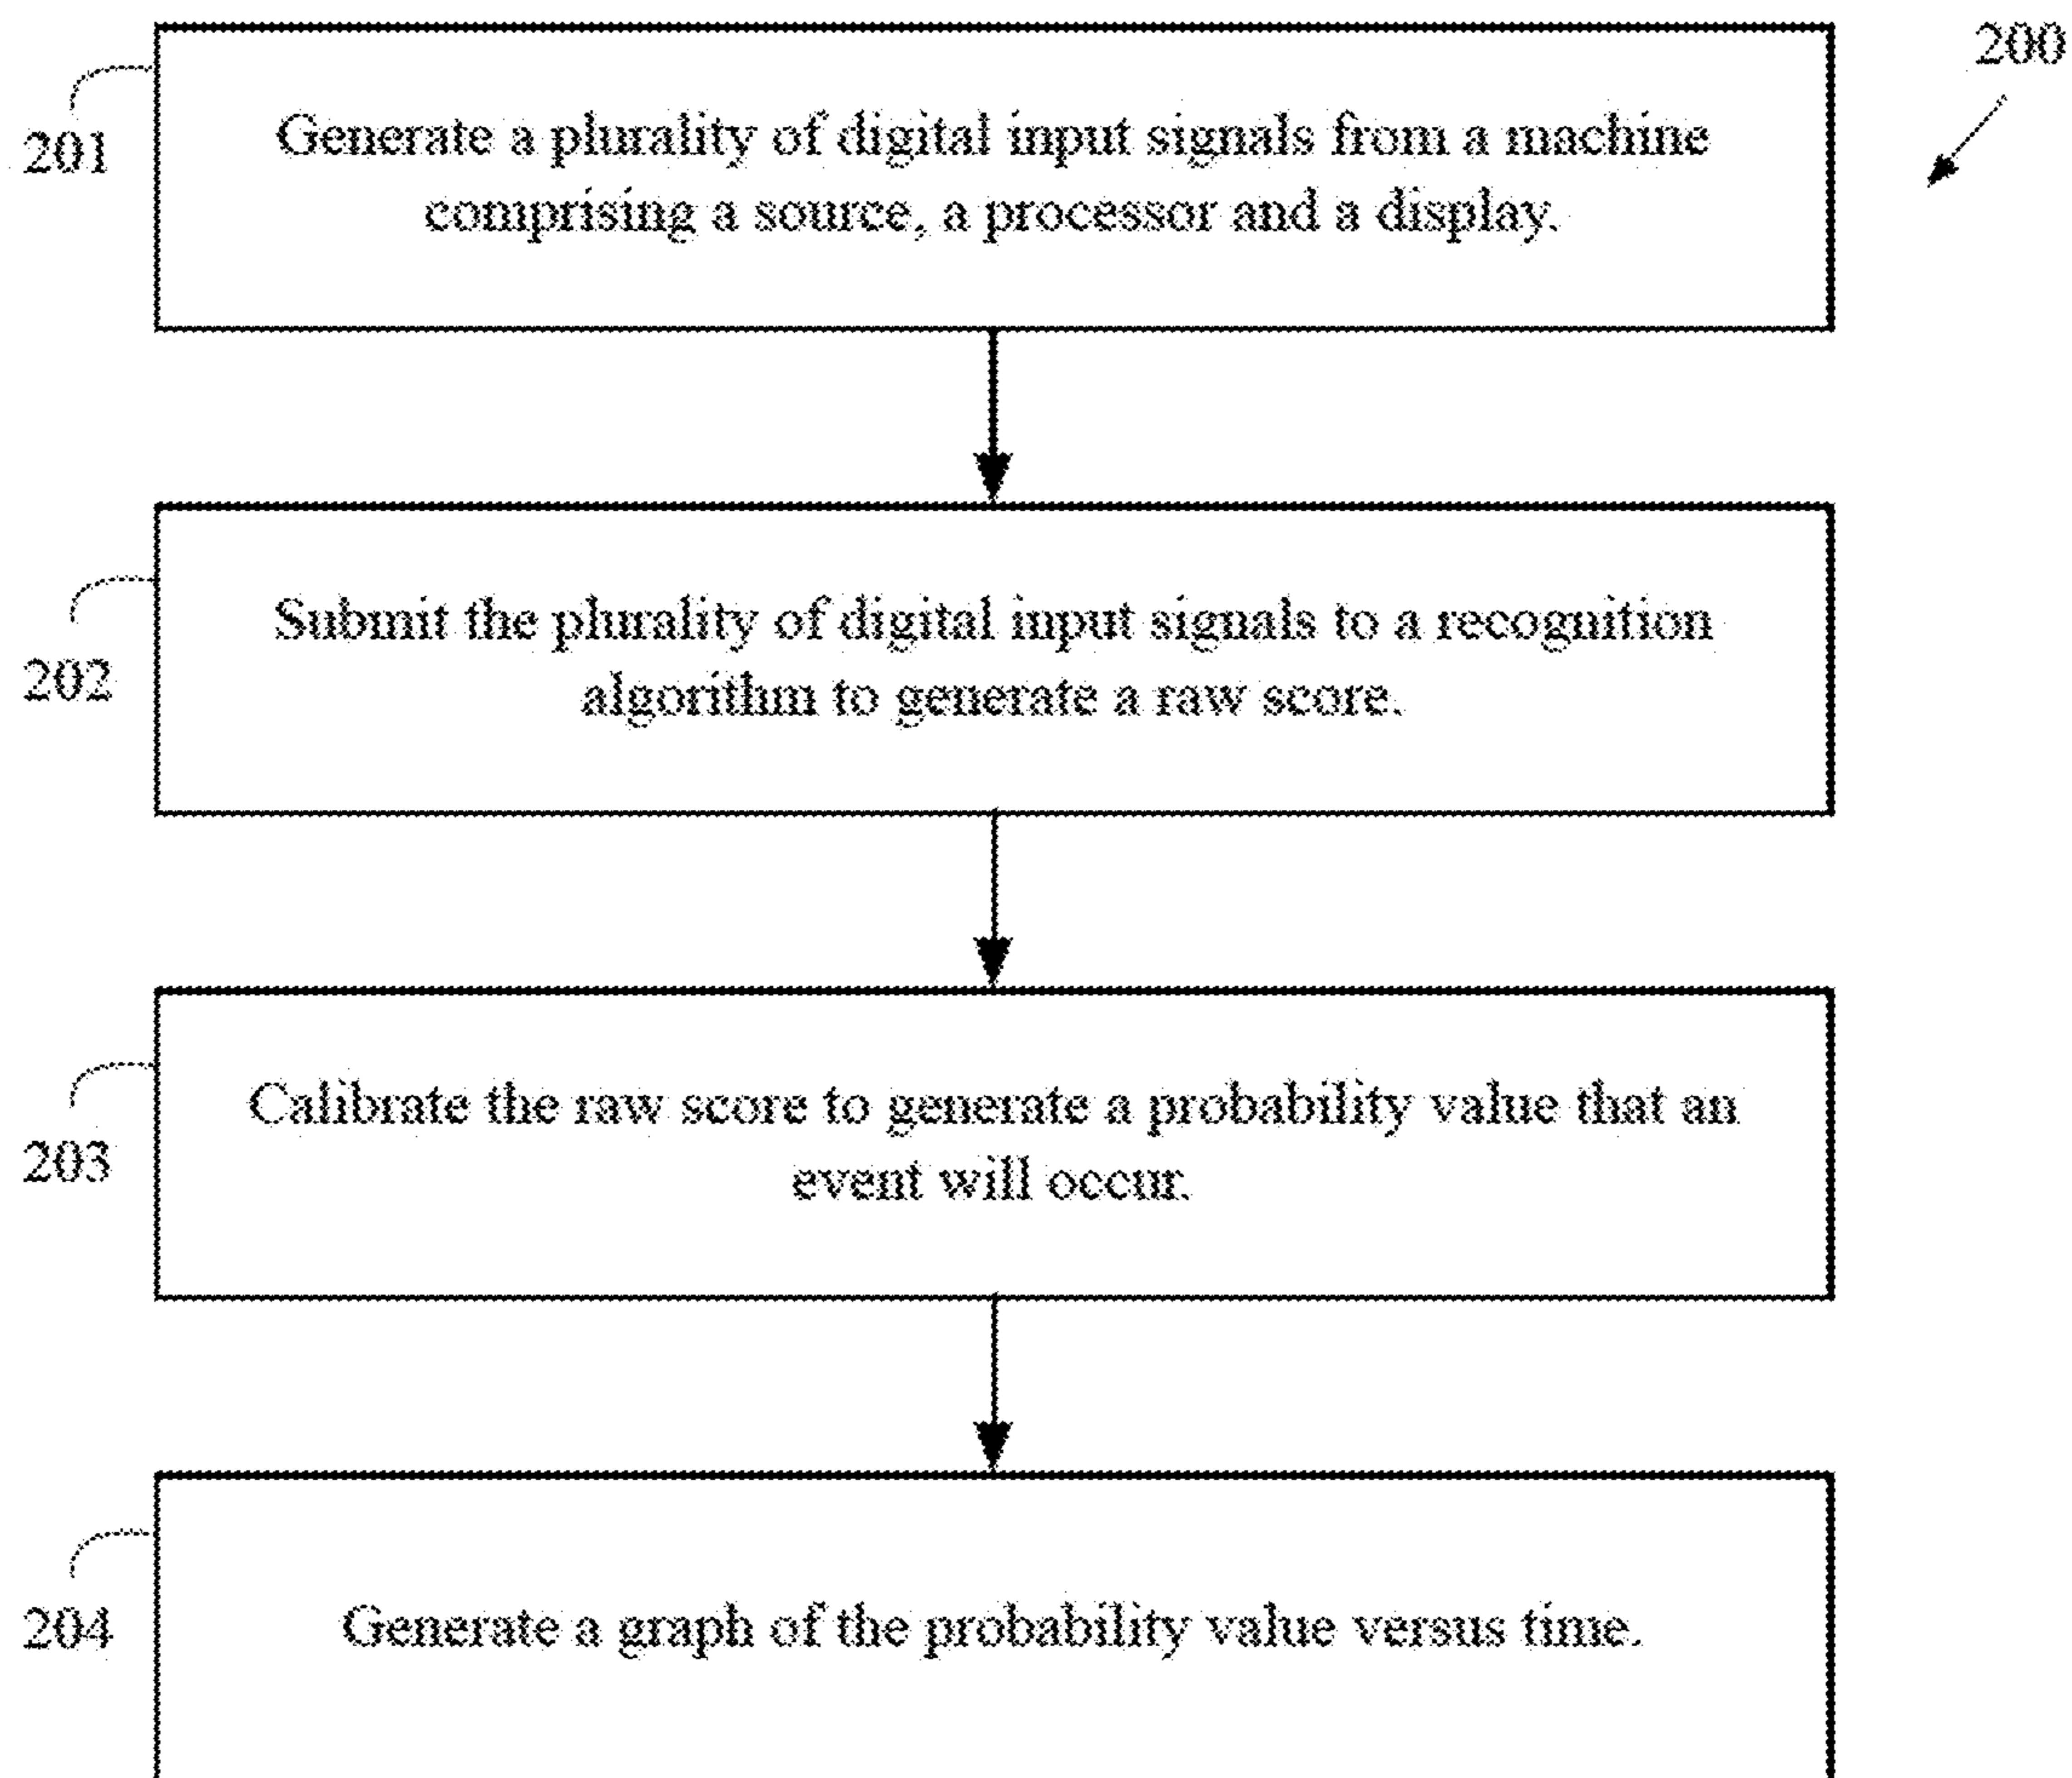 200
201
Generate a plurality of digital input signals from a machine
comprising a source, a processor and a display.
202
Submit the plurality of digital input signals to a recognition
algorithm to generate a raw score.
203
Calibrate the raw score to generate a probability value that an
event will occur.
204
Generate a graph of the probability value versus time.